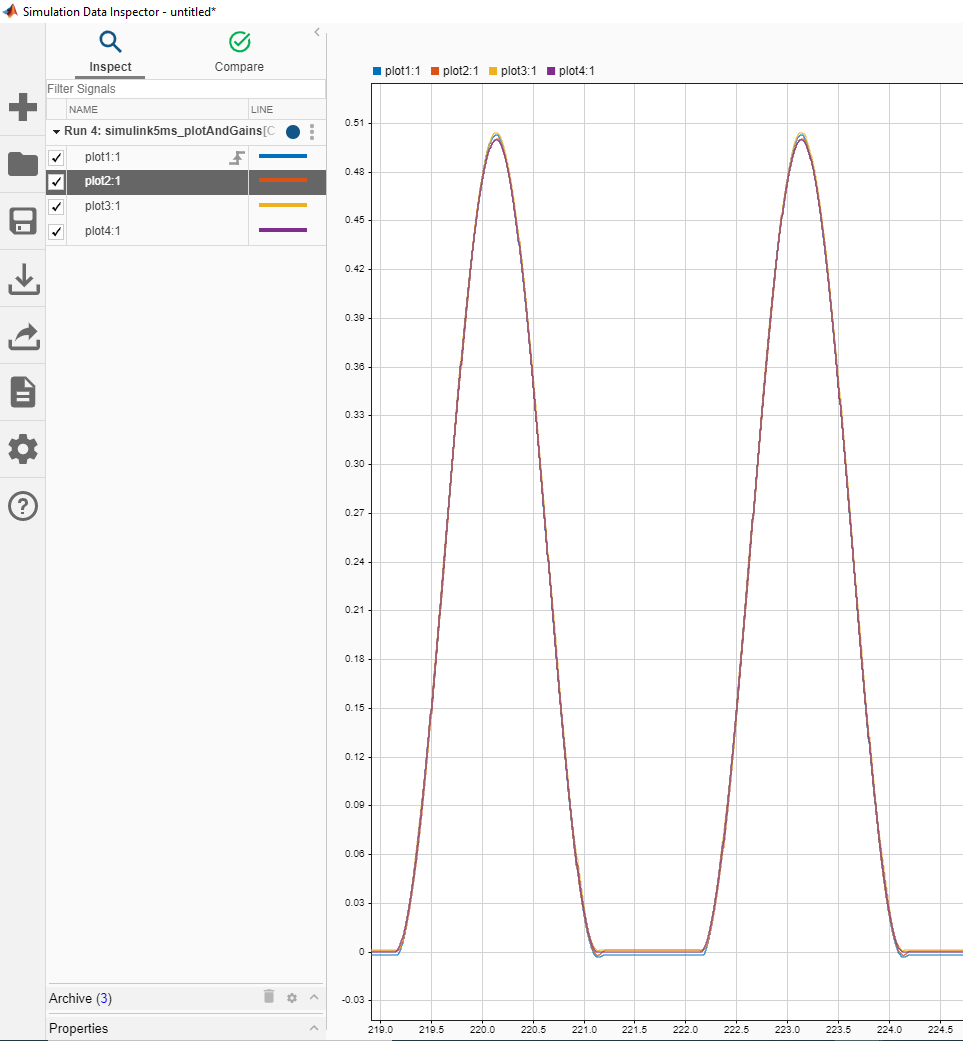 Simulation Data Inspector - untitled*
Inspect
Compare
Filter Signals
NAME
LINE
Run 4: simulink5ms_plotAndGains[C
plot1:1
plot2:1
plot3:1
plot4:1
Archive (3)
Properties
plot1:1 plot2:1 plot3:1 plot4:1
0.51
0.48
0.45
0.42
0.39
0.36
0.33
0.30
0.27
0.24
0.21
0.18
0.15
0.12
0.09
0.06
0.03
0
-0.03
219.0 219.5 220.0 220.5 221.0 221.5 222.0 222.5 223.0 223.5 224.0 224.5